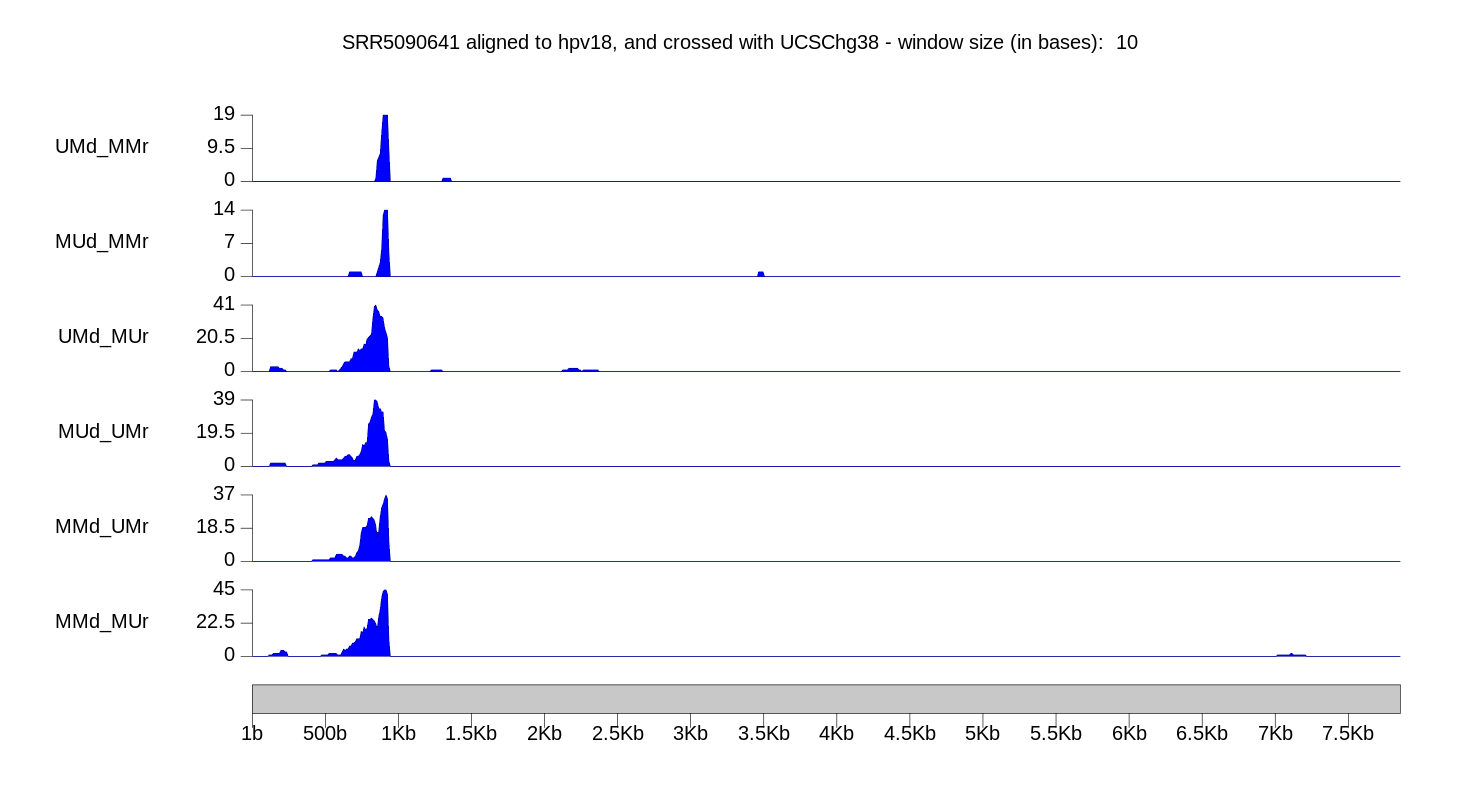 SRR5090641 aligned to hpv18, and crossed with UCSChg38 - window size (in bases):  10
19
UMd_MMr 9.5
0
14
MUd_MMr 7
0
41
UMd_MUr 20.5
0
39
MUd_UMr 19.5
0
37
MMd_UMr 18.5
0
45
MMd_MUr 22.5
0
1b 500b 1Kb 1.5Kb 2Kb 2.5Kb 3Kb 3.5Kb 4Kb 4.5Kb 5Kb 5.5Kb 6Kb 6.5Kb 7Kb 7.5Kb